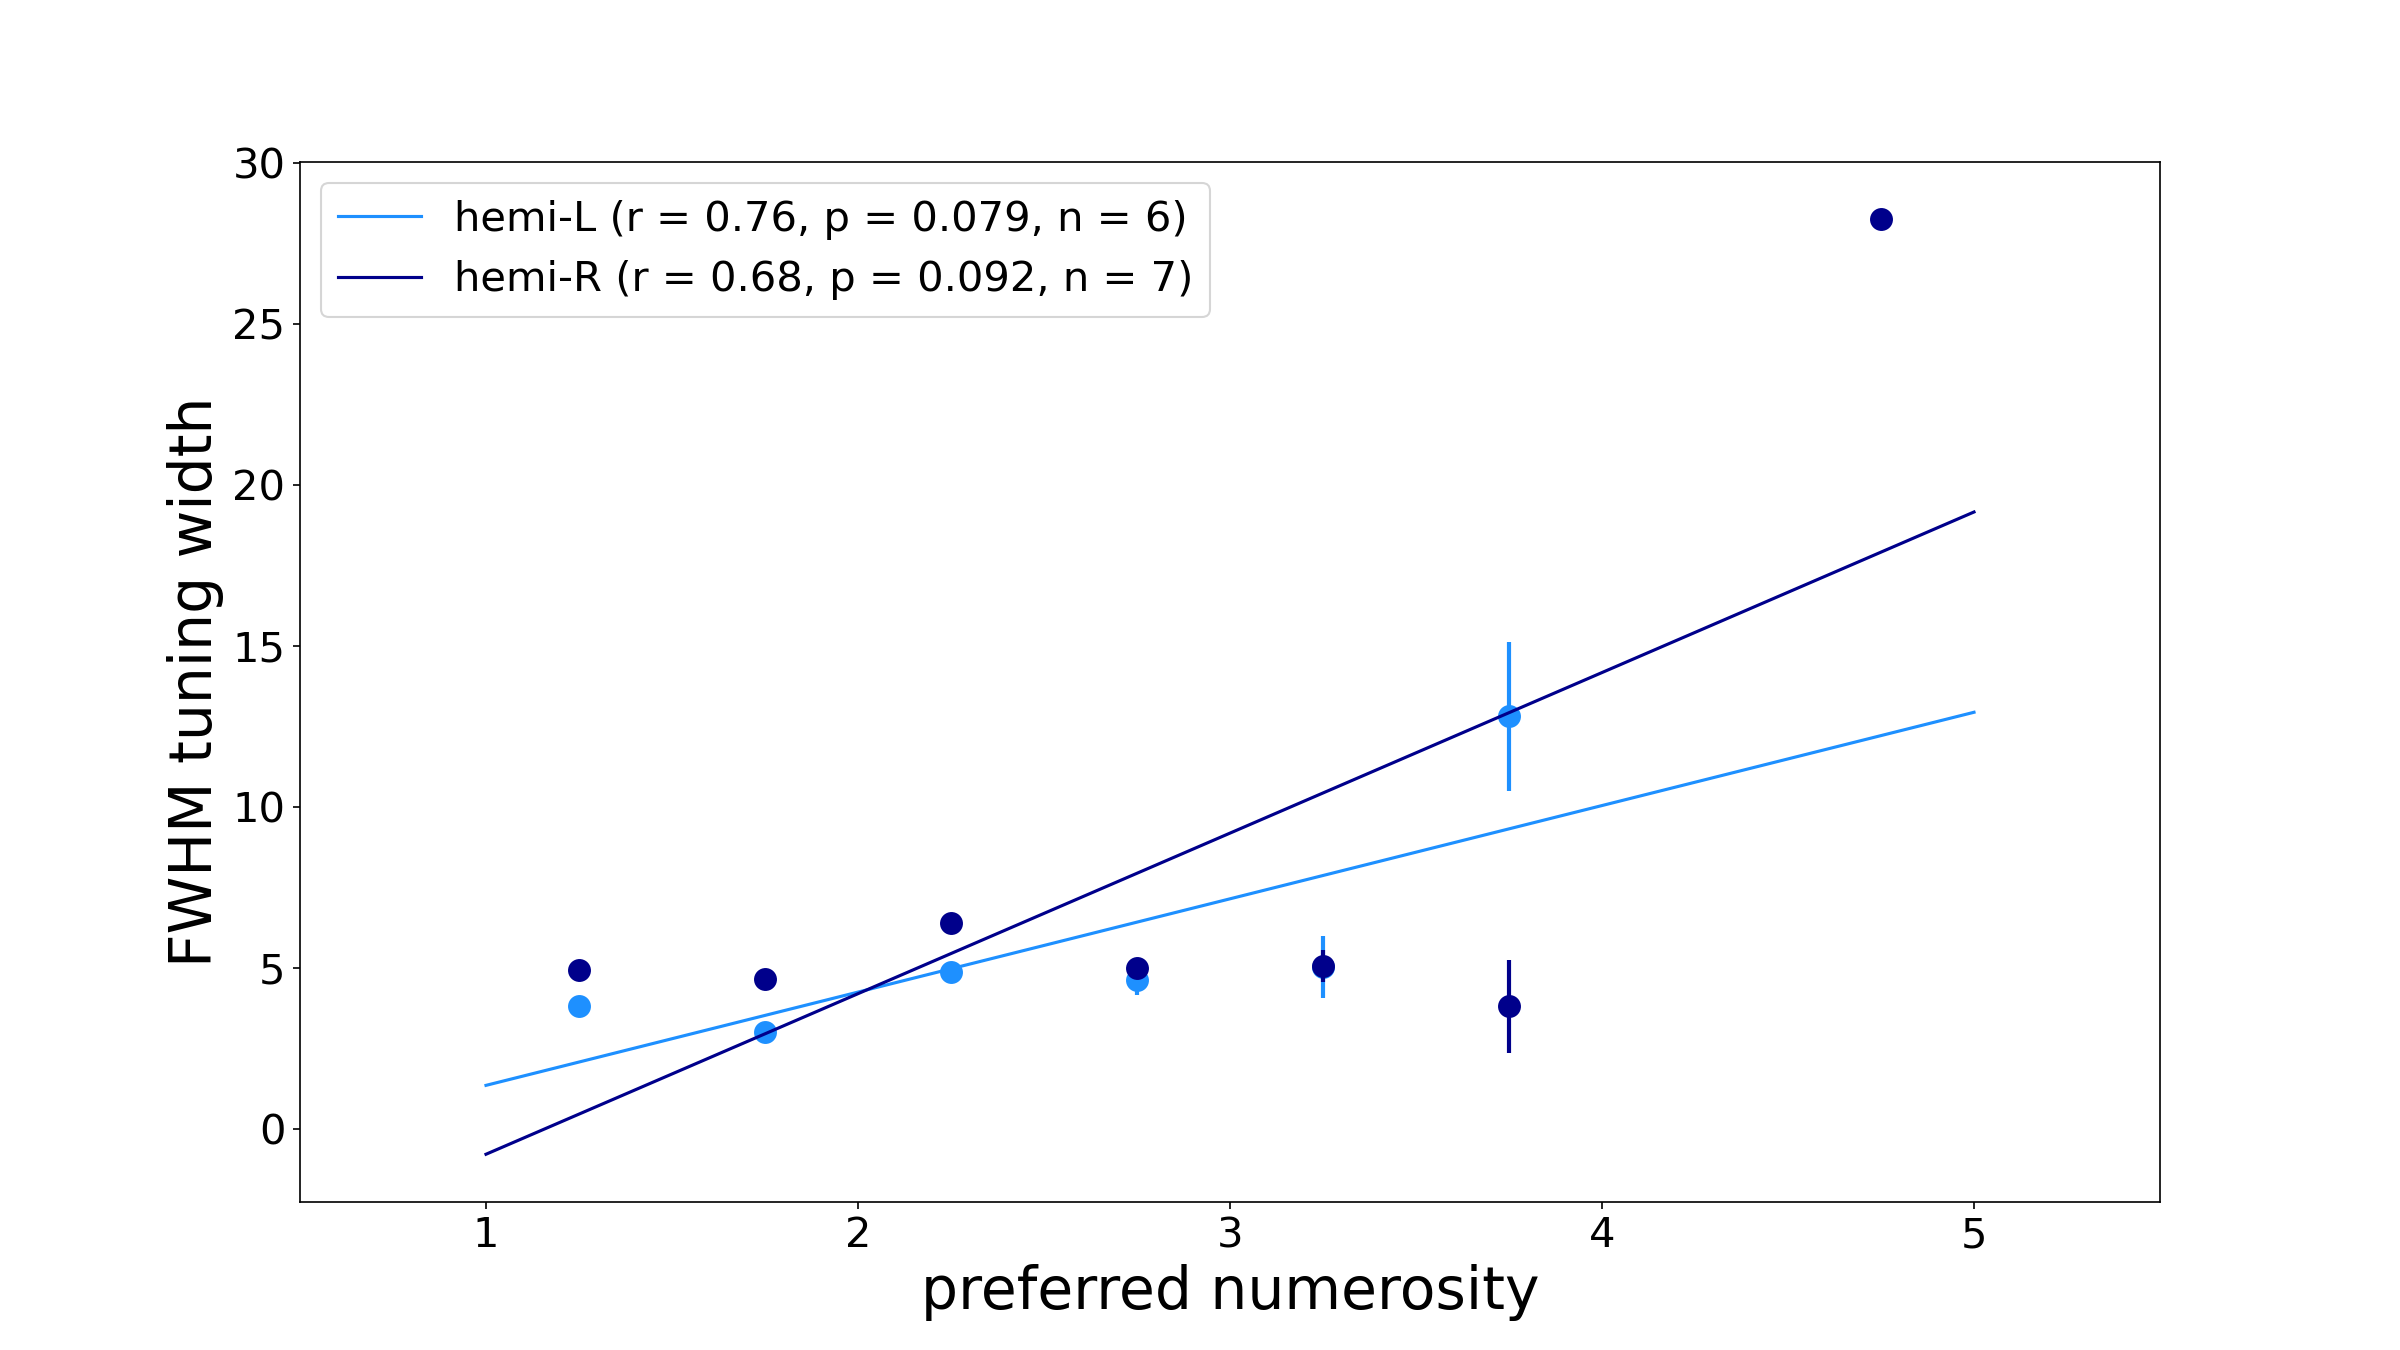 30
hemi-L (r = 0.76, p = 0.079, n = 6)
hemi-R (r = 0.68, p = 0.092, n = 7)
25
20
15
10
5
0
FWHM tuning width
1 2 3 4 5
preferred numerosity